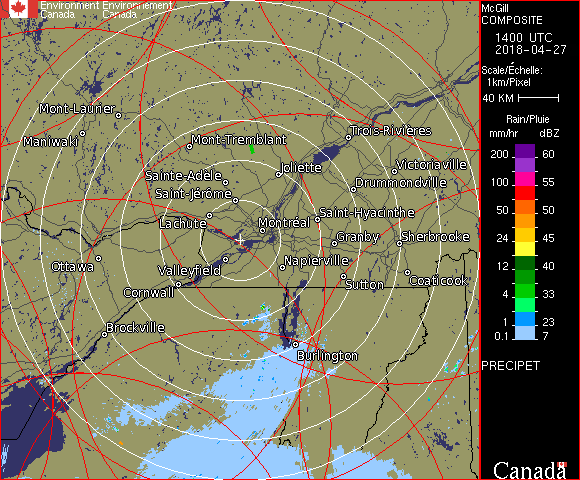 Environment Environnement
Canada Canada
McGill
COMPOSITE
1400 UTC
2018-04-27
Scale/Échelle:
1km/Pixel
40 KM
Rain/Pluie
mm/hr dBZ
200 60
100 55
50 50
24 45
12 40
4 33
1 23
0.1 7
PRECIPET
Canada
Mont-Laurier
Maniwaki
Mont-Tremblant
Trois-Rivières
Sainte-Adèle
Joliette
Victoriaville
Saint-Jérôme
Drummondville
Lachute
Montréal
Saint-Hyacinthe
Granby
Sherbrooke
Ottawa
Valleyfield
Napierville
Cornwall
Sutton
Coaticook
Brockville
Burlington